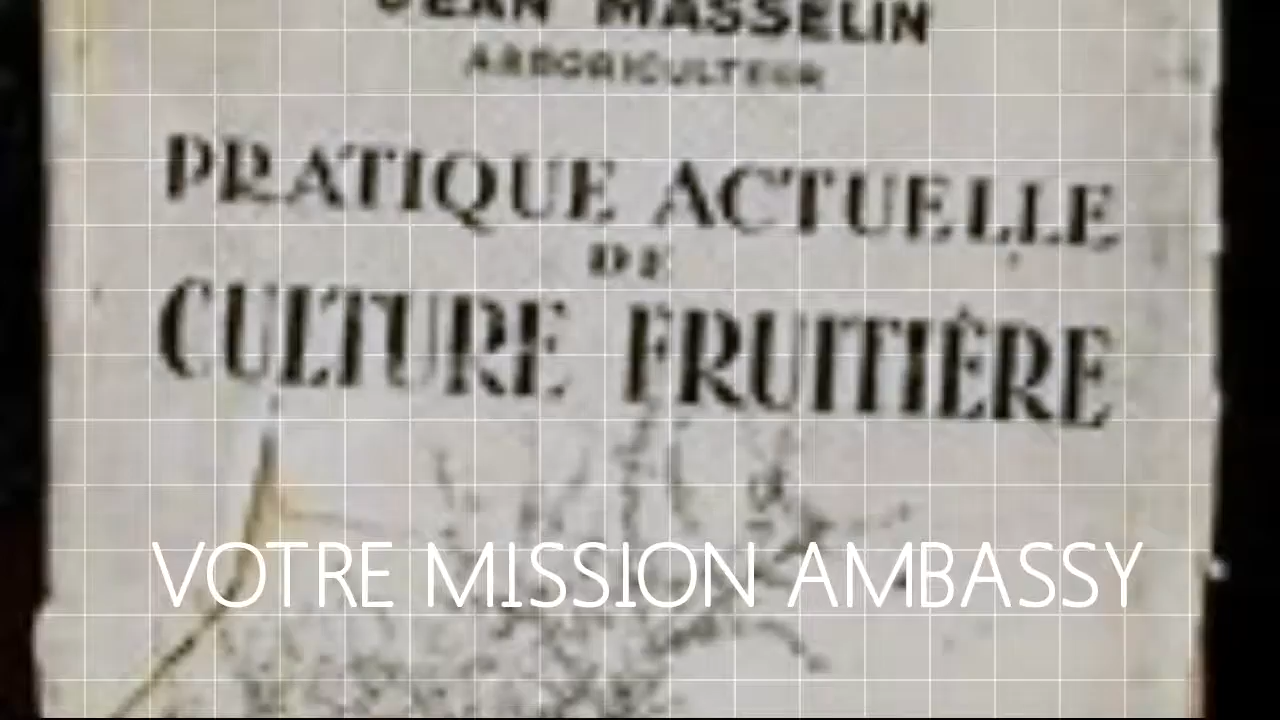 JEAN MASSELIN
ARBORICULTEUR
PRATIQUE ACTUELLE
DE
CULTURE FRUITIÈRE
VOTRE MISSION AMBASSY